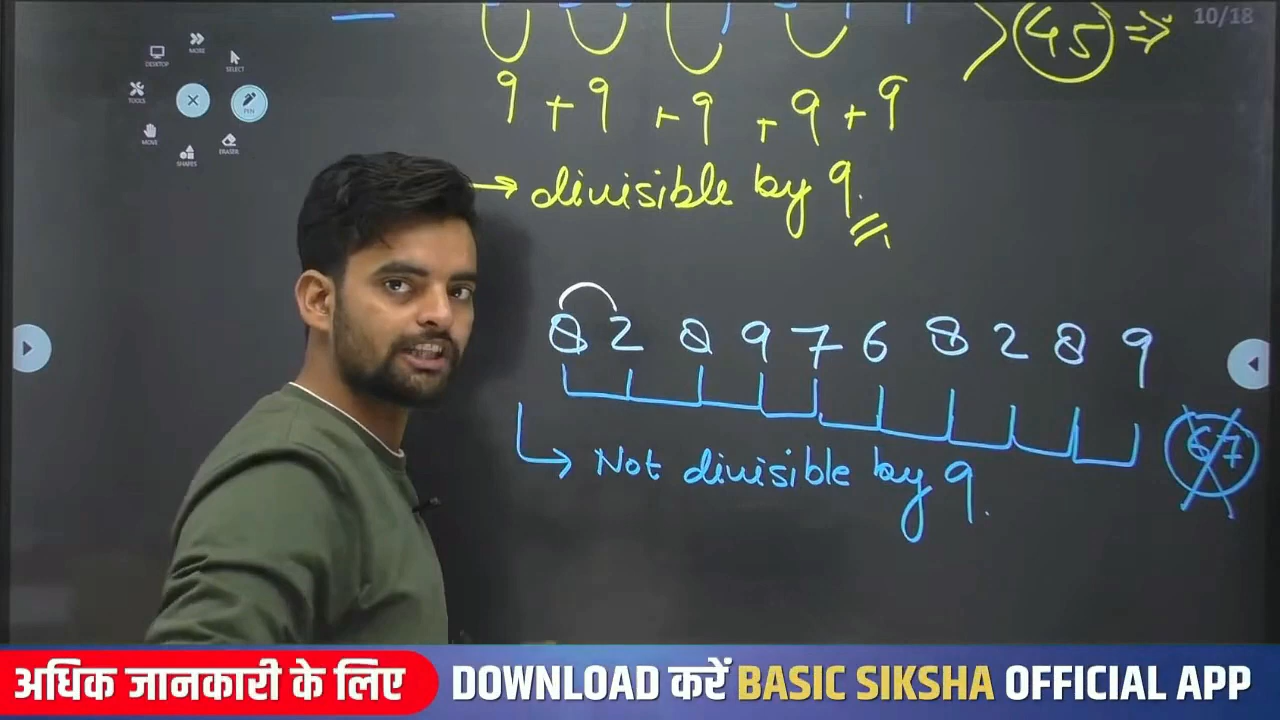 10/18
45 ⇒
MORE
DESKTOP
SELECT
TOOLS
PEN
MOVE
ERASER
SHAPES
9 + 9 + 9 + 9 + 9
→ divisible by 9.
8 2 8 9 7 6 8 2 8 9
67
→ Not divisible by 9.
अधिक जानकारी के लिए
DOWNLOAD करें BASIC SIKSHA OFFICIAL APP